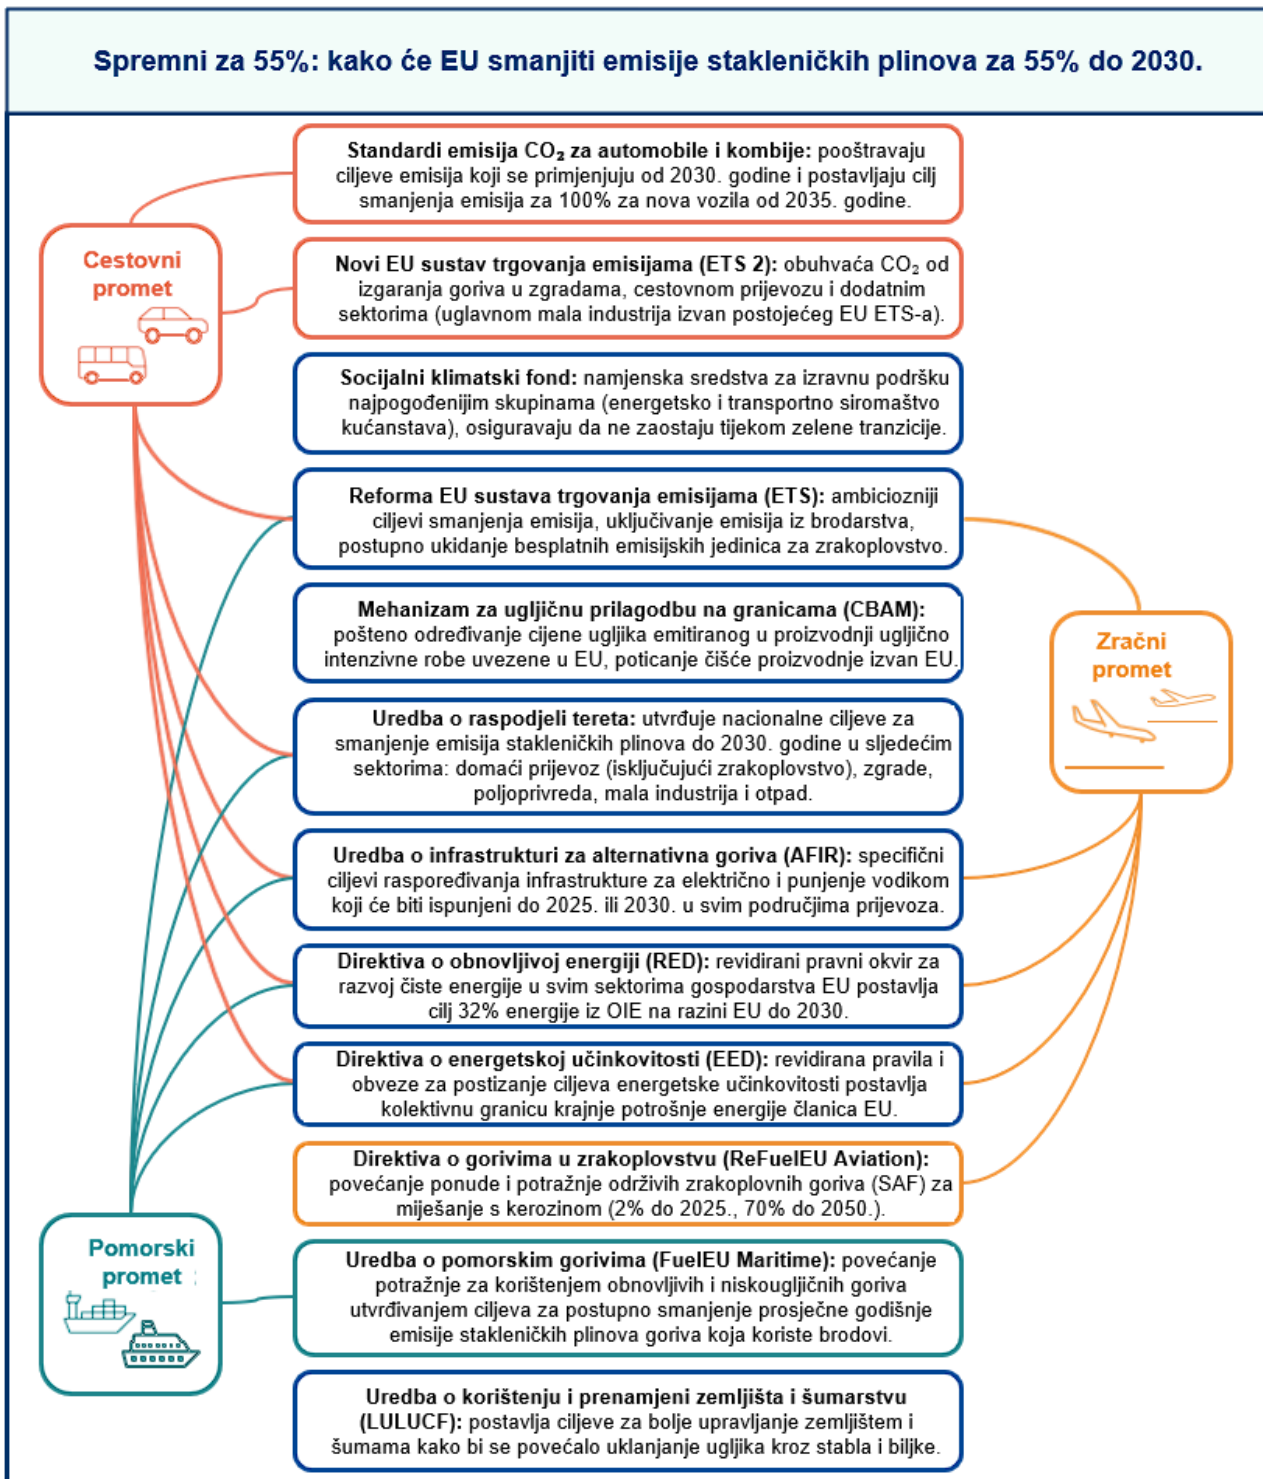 Spremni za 55%: kako će EU smanjiti emisije stakleničkih plinova za 55% do 2030.
Standardi emisija CO₂ za automobile i kombije: pooštravaju
ciljeve emisija koji se primjenjuju od 2030. godine i postavljaju cilj
smanjenja emisija za 100% za nova vozila od 2035. godine.
Cestovni
promet
Novi EU sustav trgovanja emisijama (ETS 2): obuhvaća CO₂ od
izgaranja goriva u zgradama, cestovnom prijevozu i dodatnim
sektorima (uglavnom mala industrija izvan postojećeg EU ETS-a).
Socijalni klimatski fond: namjenska sredstva za izravnu podršku
najpogođenijim skupinama (energetsko i transportno siromaštvo
kućanstava), osiguravaju da ne zaostaju tijekom zelene tranzicije.
Reforma EU sustava trgovanja emisijama (ETS): ambiciozniji
ciljevi smanjenja emisija, uključivanje emisija iz brodarstva,
postupno ukidanje besplatnih emisijskih jedinica za zrakoplovstvo.
Mehanizam za ugljičnu prilagodbu na granicama (CBAM):
pošteno određivanje cijene ugljika emitiranog u proizvodnji ugljično
intenzivne robe uvezene u EU, poticanje čišće proizvodnje izvan EU.
Zračni
promet
Uredba o raspodjeli tereta: utvrđuje nacionalne ciljeve za
smanjenje emisija stakleničkih plinova do 2030. godine u sljedećim
sektorima: domaći prijevoz (isključujući zrakoplovstvo), zgrade,
poljoprivreda, mala industrija i otpad.
Uredba o infrastrukturi za alternativna goriva (AFIR): specifični
ciljevi raspoređivanja infrastrukture za električno i punjenje vodikom
koji će biti ispunjeni do 2025. ili 2030. u svim područjima prijevoza.
Direktiva o obnovljivoj energiji (RED): revidirani pravni okvir za
razvoj čiste energije u svim sektorima gospodarstva EU postavlja
cilj 32% energije iz OIE na razini EU do 2030.
Direktiva o energetskoj učinkovitosti (EED): revidirana pravila i
obveze za postizanje ciljeva energetske učinkovitosti postavlja
kolektivnu granicu krajnje potrošnje energije članica EU.
Direktiva o gorivima u zrakoplovstvu (ReFuelEU Aviation):
povećanje ponude i potražnje održivih zrakoplovnih goriva (SAF) za
miješanje s kerozinom (2% do 2025., 70% do 2050.).
Pomorski
promet
Uredba o pomorskim gorivima (FuelEU Maritime): povećanje
potražnje za korištenjem obnovljivih i niskougljičnih goriva
utvrđivanjem ciljeva za postupno smanjenje prosječne godišnje
emisije stakleničkih plinova goriva koja koriste brodovi.
Uredba o korištenju i prenamjeni zemljišta i šumarstvu
(LULUCF): postavlja ciljeve za bolje upravljanje zemljištem i
šumama kako bi se povećalo uklanjanje ugljika kroz stabla i biljke.